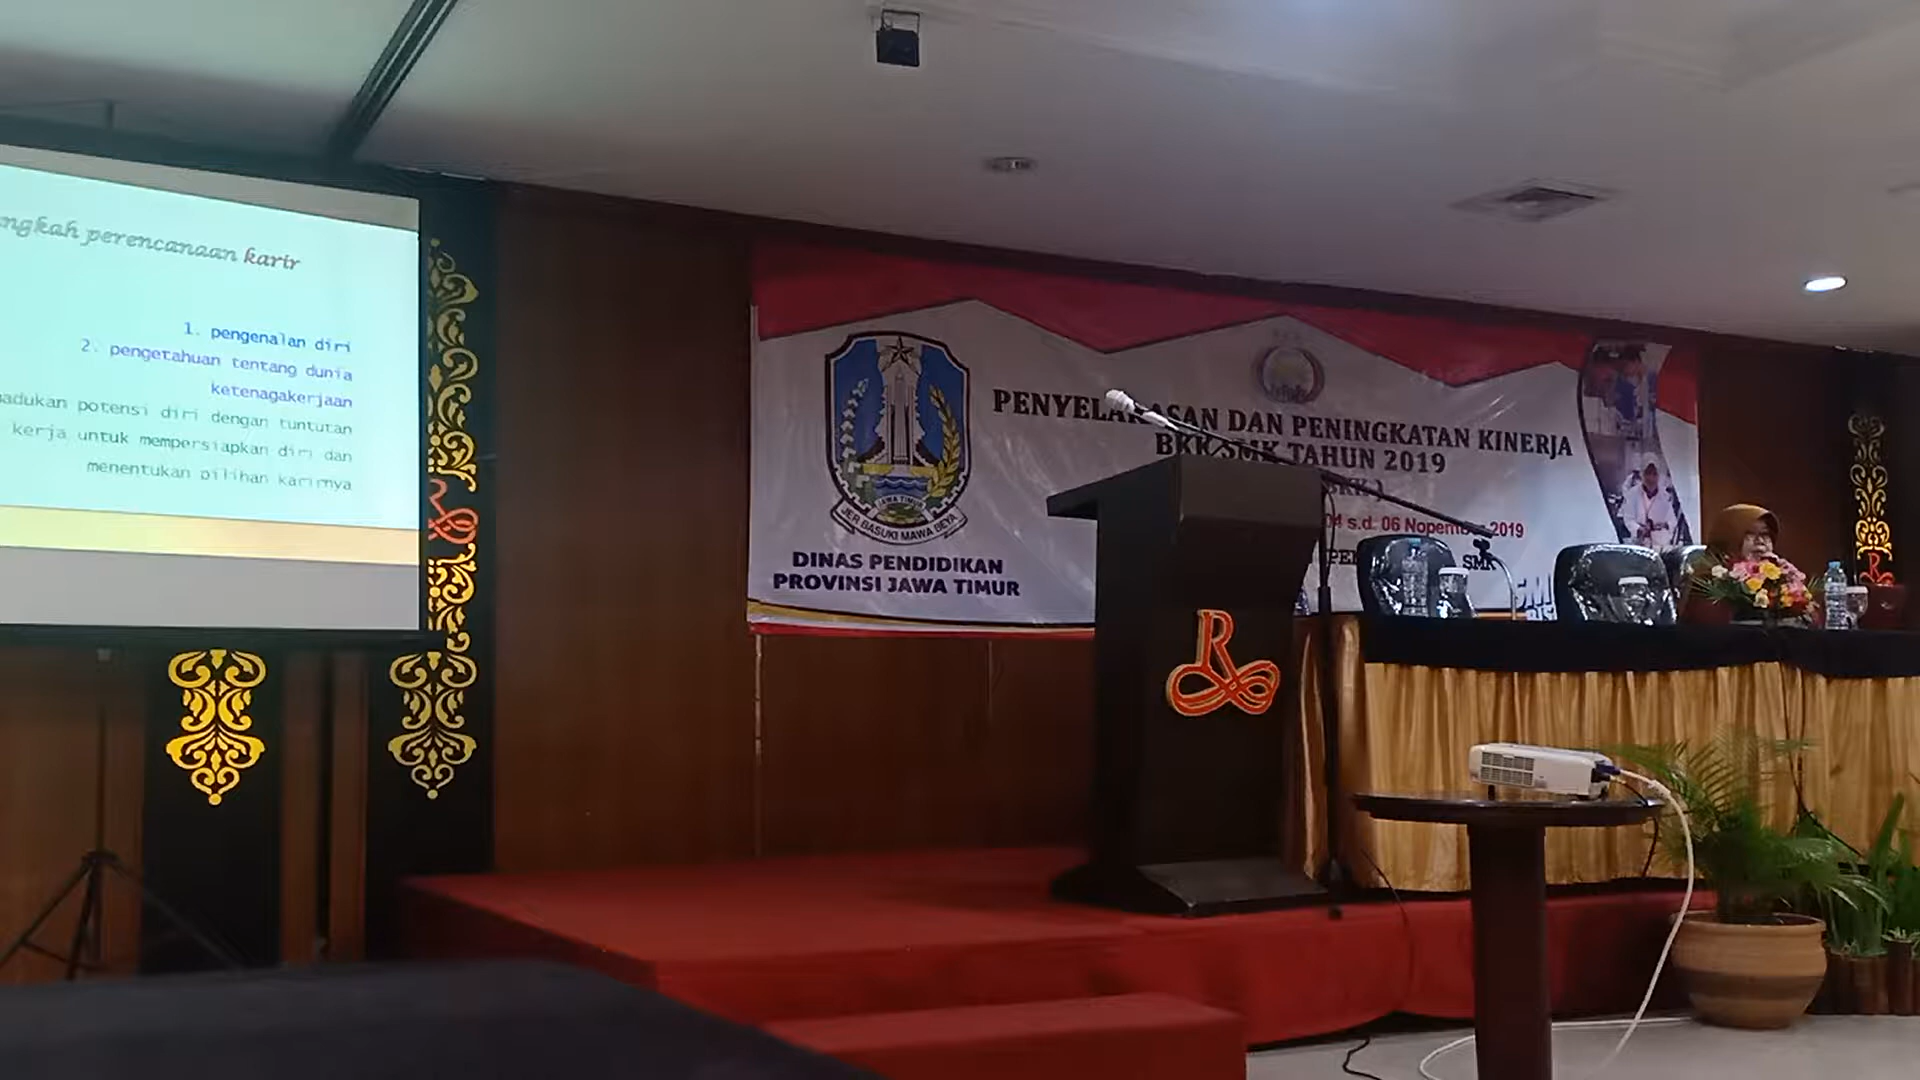 ngkah perencanaan karir
1. pengenalan diri
2. pengetahuan tentang dunia
ketenagakerjaan
adukan potensi diri dengan tuntutan
kerja untuk mempersiapkan diri dan
menentukan pilihan karirnya
PENYELARASAN DAN PENINGKATAN KINERJA
BKK SMK TAHUN 2019
04 s.d. 06 Nopember 2019
SMK
JAWA TIMUR
JER BASUKI MAWA BEYA
DINAS PENDIDIKAN
PROVINSI JAWA TIMUR
R